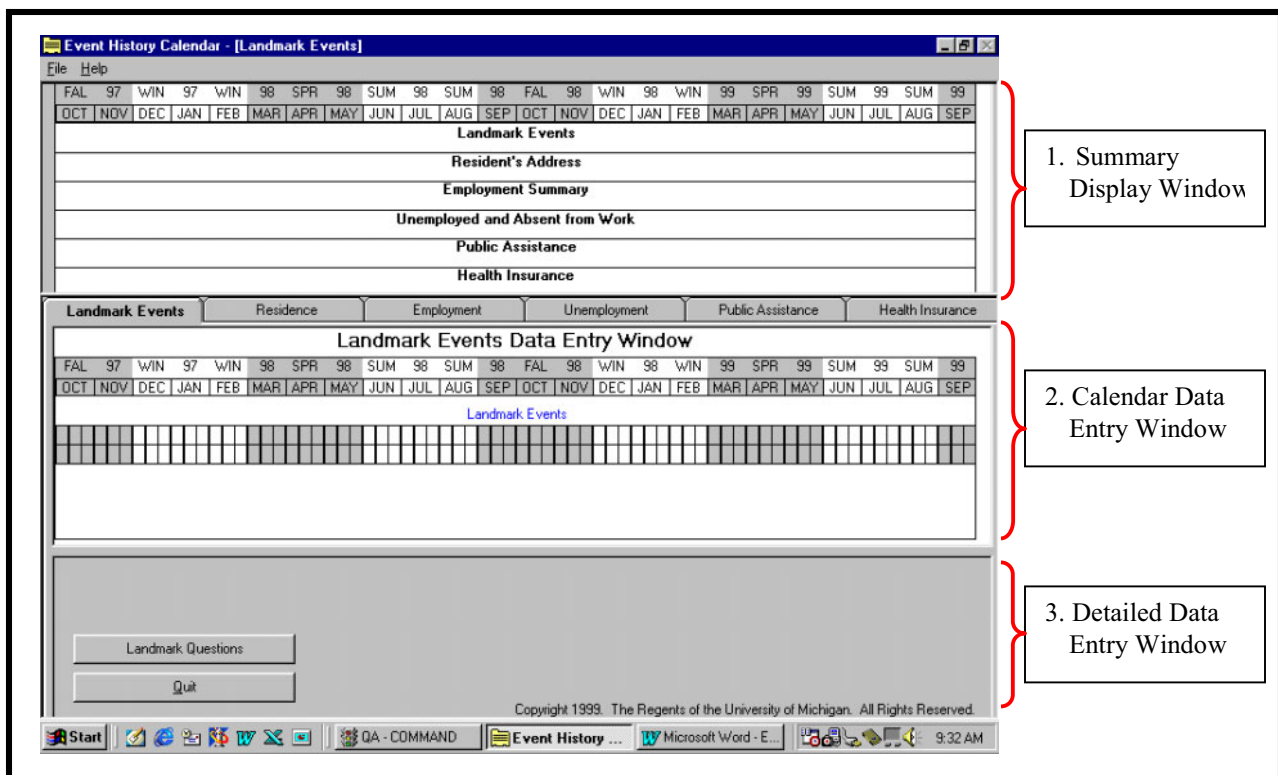 Event History Calendar - [Landmark Events]
File Help
FAL 97 WIN 97 WIN 98 SPR 98 SUM 98 SUM 98 FAL 98 WIN 98 WIN 99 SPR 99 SUM 99 SUM 99
OCT NOV DEC JAN FEB MAR APR MAY JUN JUL AUG SEP OCT NOV DEC JAN FEB MAR APR MAY JUN JUL AUG SEP
Landmark Events
Resident's Address
Employment Summary
Unemployed and Absent from Work
Public Assistance
Health Insurance
1. Summary
Display Window
Landmark Events Residence Employment Unemployment Public Assistance Health Insurance
Landmark Events Data Entry Window
FAL 97 WIN 97 WIN 98 SPR 98 SUM 98 SUM 98 FAL 98 WIN 98 WIN 99 SPR 99 SUM 99 SUM 99
OCT NOV DEC JAN FEB MAR APR MAY JUN JUL AUG SEP OCT NOV DEC JAN FEB MAR APR MAY JUN JUL AUG SEP
Landmark Events
2. Calendar Data
Entry Window
3. Detailed Data
Entry Window
Landmark Questions
Quit
Copyright 1999. The Regents of the University of Michigan. All Rights Reserved.
Start QA - COMMAND Event History ... Microsoft Word - E... 9:32 AM